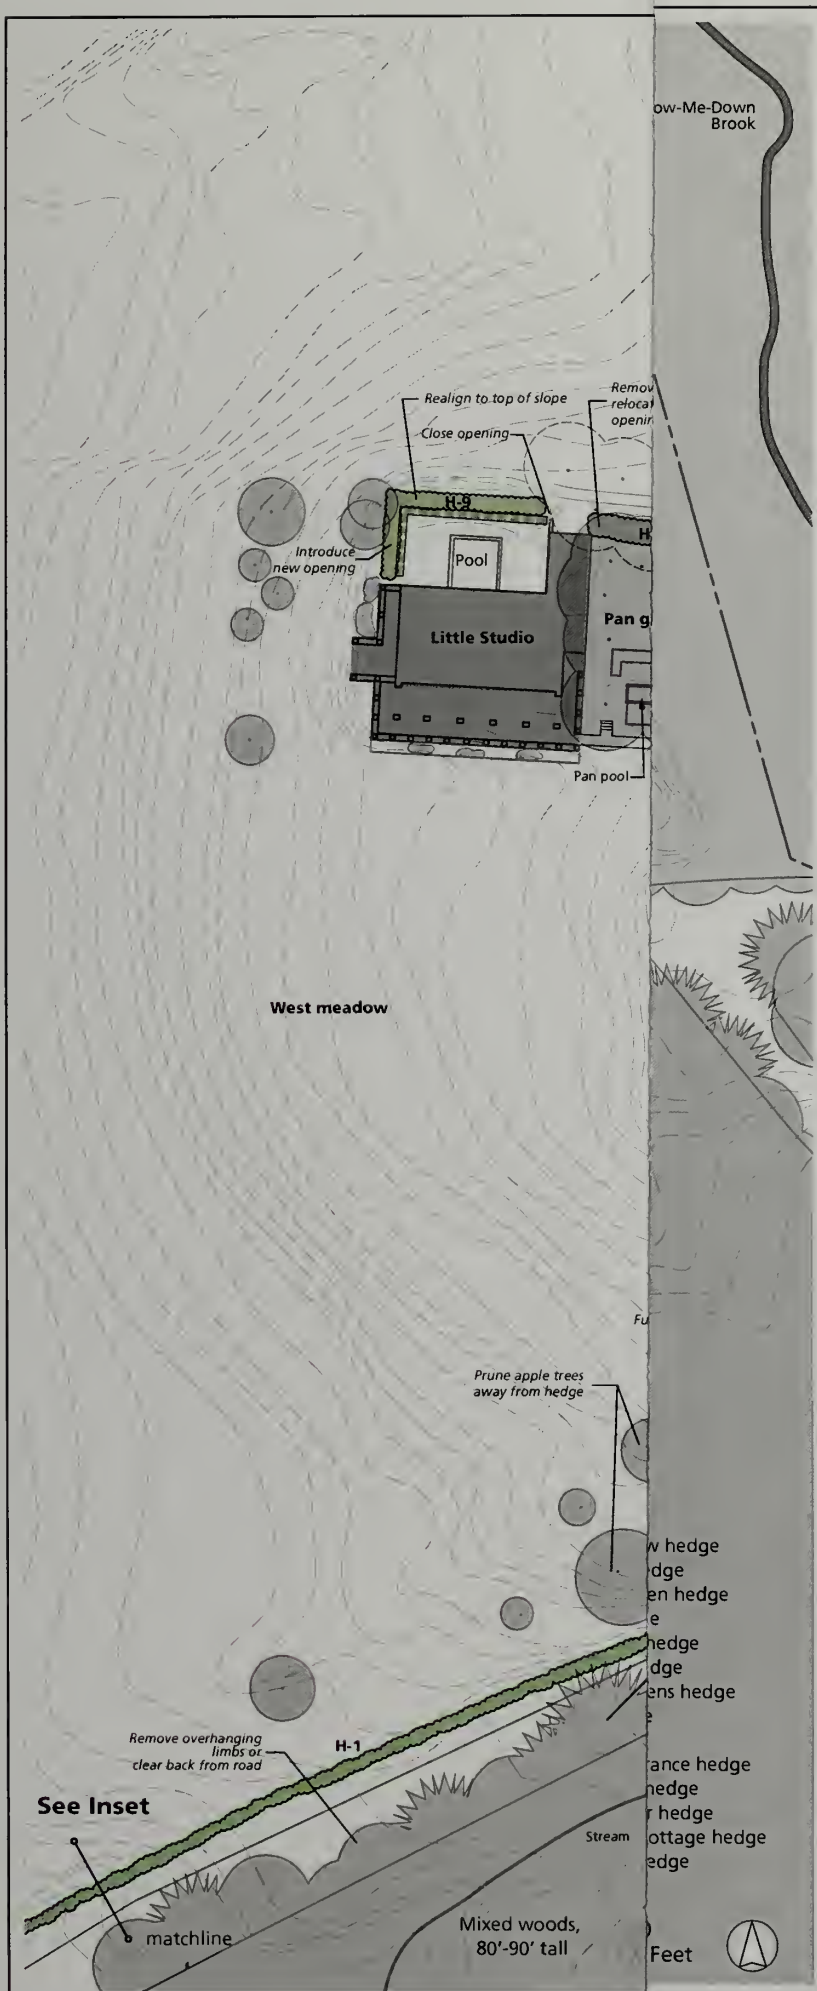 ow-Me-Down
Brook
Realign to top of slope
Remov
relocat
openin
Close opening
H-9
H
Introduce
new opening
Pool
Pan g
Little Studio
Pan pool
West meadow
Fu
Prune apple trees
away from hedge
w hedge
dge
en hedge
e
hedge
dge
ens hedge
e
Remove overhanging
limbs or
clear back from road
H-1
rance hedge
hedge
r hedge
ottage hedge
edge
See Inset
Stream
matchline
Mixed woods,
80'-90' tall
Feet